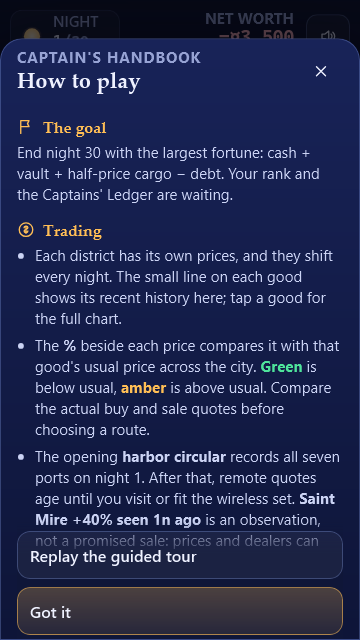 NIGHT
NET WORTH
CAPTAIN'S HANDBOOK
How to play
The goal
End night 30 with the largest fortune: cash +
vault + half-price cargo − debt. Your rank and
the Captains' Ledger are waiting.
Trading
• Each district has its own prices, and they shift
every night. The small line on each good
shows its recent history here; tap a good for
the full chart.
• The % beside each price compares it with that
good's usual price across the city. Green is
below usual, amber is above usual. Compare
the actual buy and sale quotes before
choosing a route.
• The opening harbor circular records all seven
ports on night 1. After that, remote quotes
age until you visit or fit the wireless set. Saint
Mire +40% seen 1n ago is an observation,
not a promised sale: prices and dealers can
Replay the guided tour
Got it